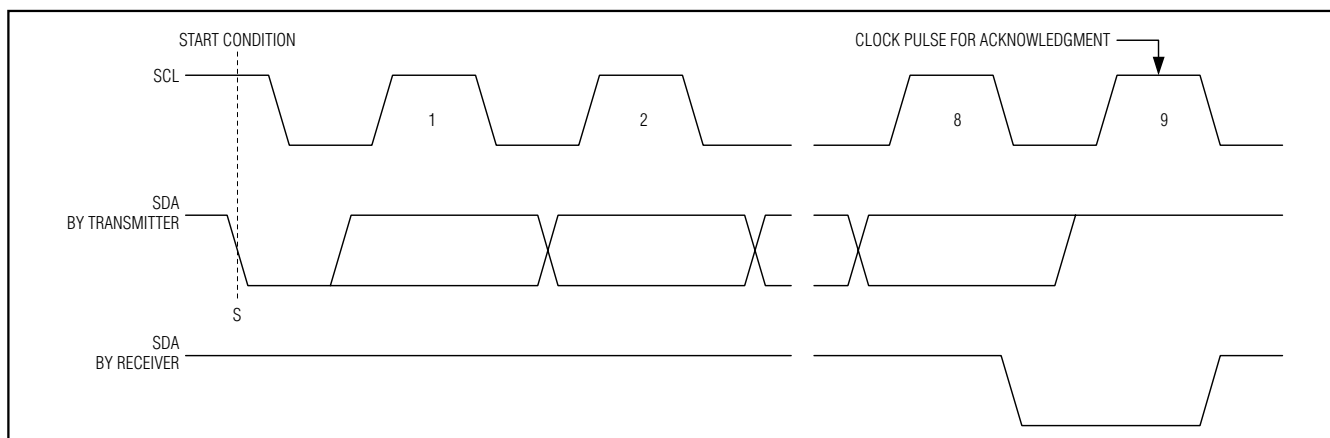 START CONDITION
CLOCK PULSE FOR ACKNOWLEDGMENT
SCL
1
2
8
9
SDA
BY TRANSMITTER
S
SDA
BY RECEIVER